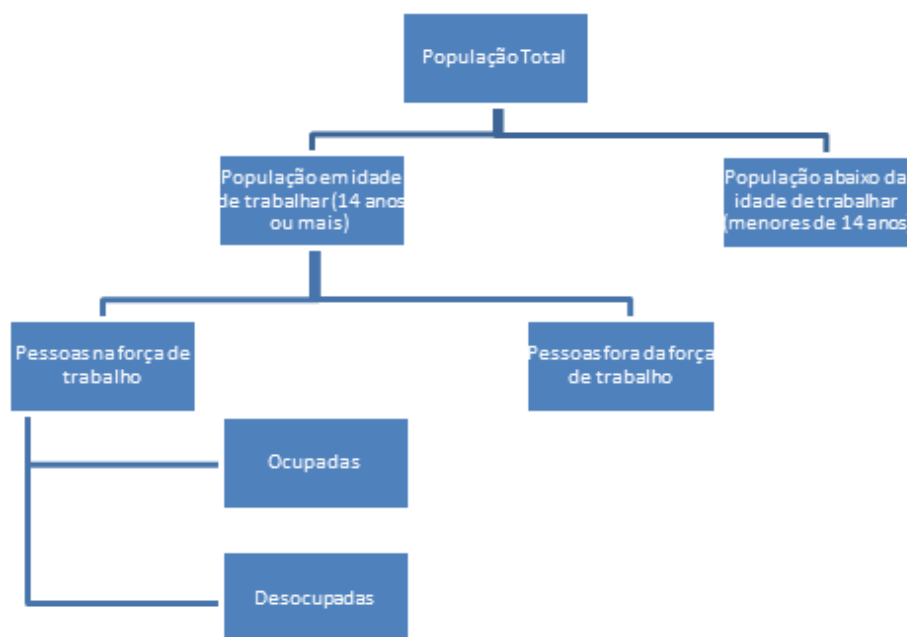 População Total
População em idade
de trabalhar (14 anos
ou mais)
População abaixo da
idade de trabalhar
(menores de 14 anos
Pessoas na força de
trabalho
Pessoas fora da força
de trabalho
Ocupadas
Desocupadas